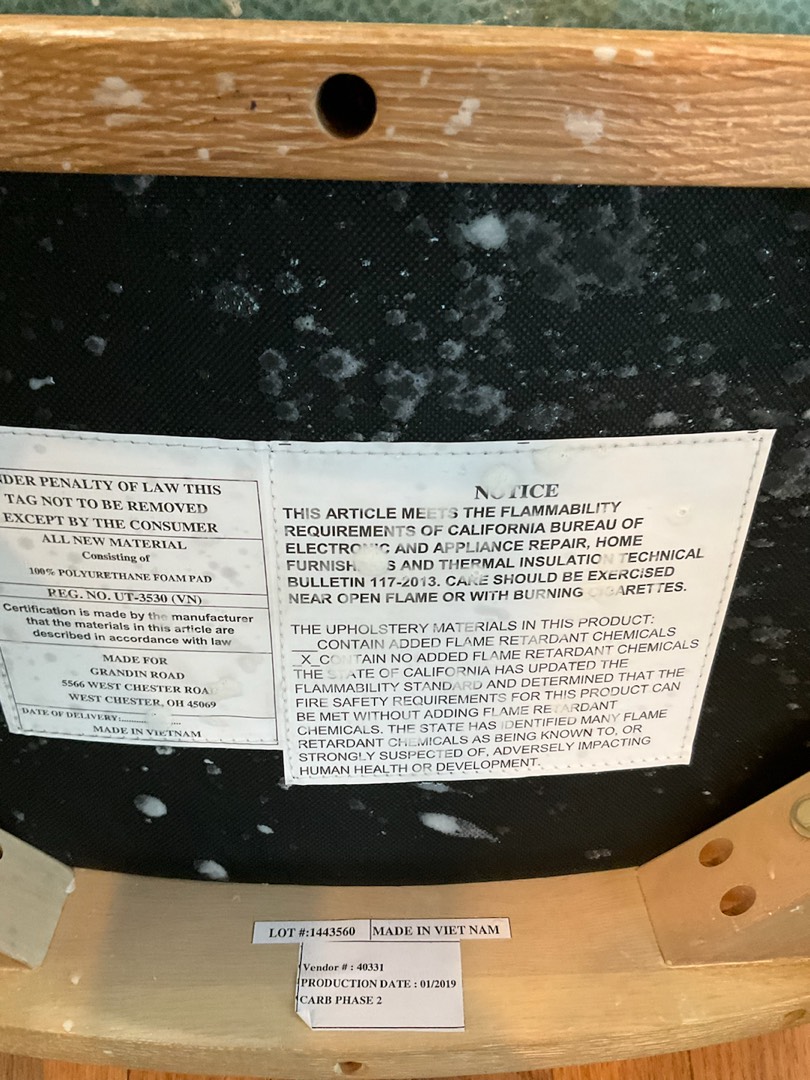 UNDER PENALTY OF LAW THIS
TAG NOT TO BE REMOVED
EXCEPT BY THE CONSUMER
ALL NEW MATERIAL
Consisting of
100% POLYURETHANE FOAM PAD
REG. NO. UT-3530 (VN)
Certification is made by the manufacturer
that the materials in this article are
described in accordance with law
MADE FOR
GRANDIN ROAD
5566 WEST CHESTER ROAD
WEST CHESTER, OH 45069
DATE OF DELIVERY:
MADE IN VIETNAM
NOTICE
THIS ARTICLE MEETS THE FLAMMABILITY
REQUIREMENTS OF CALIFORNIA BUREAU OF
ELECTRONIC AND APPLIANCE REPAIR, HOME
FURNISHINGS AND THERMAL INSULATION TECHNICAL
BULLETIN 117-2013. CARE SHOULD BE EXERCISED
NEAR OPEN FLAME OR WITH BURNING CIGARETTES.
THE UPHOLSTERY MATERIALS IN THIS PRODUCT:
___CONTAIN ADDED FLAME RETARDANT CHEMICALS
_X_CONTAIN NO ADDED FLAME RETARDANT CHEMICALS
THE STATE OF CALIFORNIA HAS UPDATED THE
FLAMMABILITY STANDARD AND DETERMINED THAT THE
FIRE SAFETY REQUIREMENTS FOR THIS PRODUCT CAN
BE MET WITHOUT ADDING FLAME RETARDANT
CHEMICALS. THE STATE HAS IDENTIFIED MANY FLAME
RETARDANT CHEMICALS AS BEING KNOWN TO, OR
STRONGLY SUSPECTED OF, ADVERSELY IMPACTING
HUMAN HEALTH OR DEVELOPMENT.
LOT #:1443560 MADE IN VIET NAM
Vendor # : 40331
PRODUCTION DATE : 01/2019
CARB PHASE 2